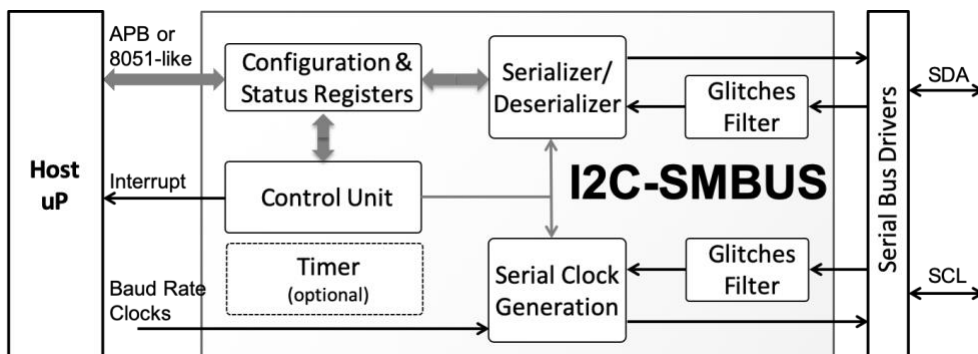 APB or
8051-like
Configuration &
Status Registers
Serializer/
Deserializer
Glitches
Filter
SDA
Host
uP
Interrupt
Control Unit
I2C-SMBUS
Serial Bus Drivers
Timer
(optional)
Baud Rate
Clocks
Serial Clock
Generation
Glitches
Filter
SCL